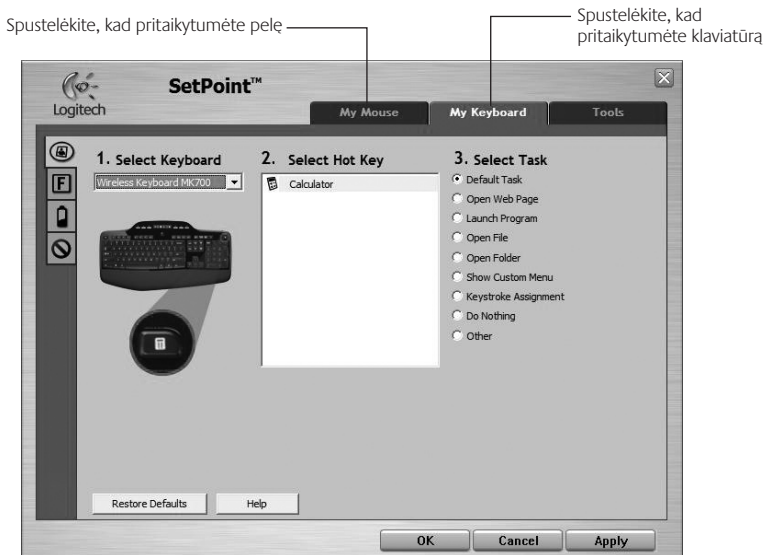 Spustelėkite, kad pritaikytumėte pelę
Spustelėkite, kad
pritaikytumėte klaviatūrą
Logitech
SetPoint™
My Mouse
My Keyboard
Tools
1. Select Keyboard
Wireless Keyboard MK700
2. Select Hot Key
Calculator
3. Select Task
Default Task
Open Web Page
Launch Program
Open File
Open Folder
Show Custom Menu
Keystroke Assignment
Do Nothing
Other
F
Restore Defaults
Help
OK
Cancel
Apply